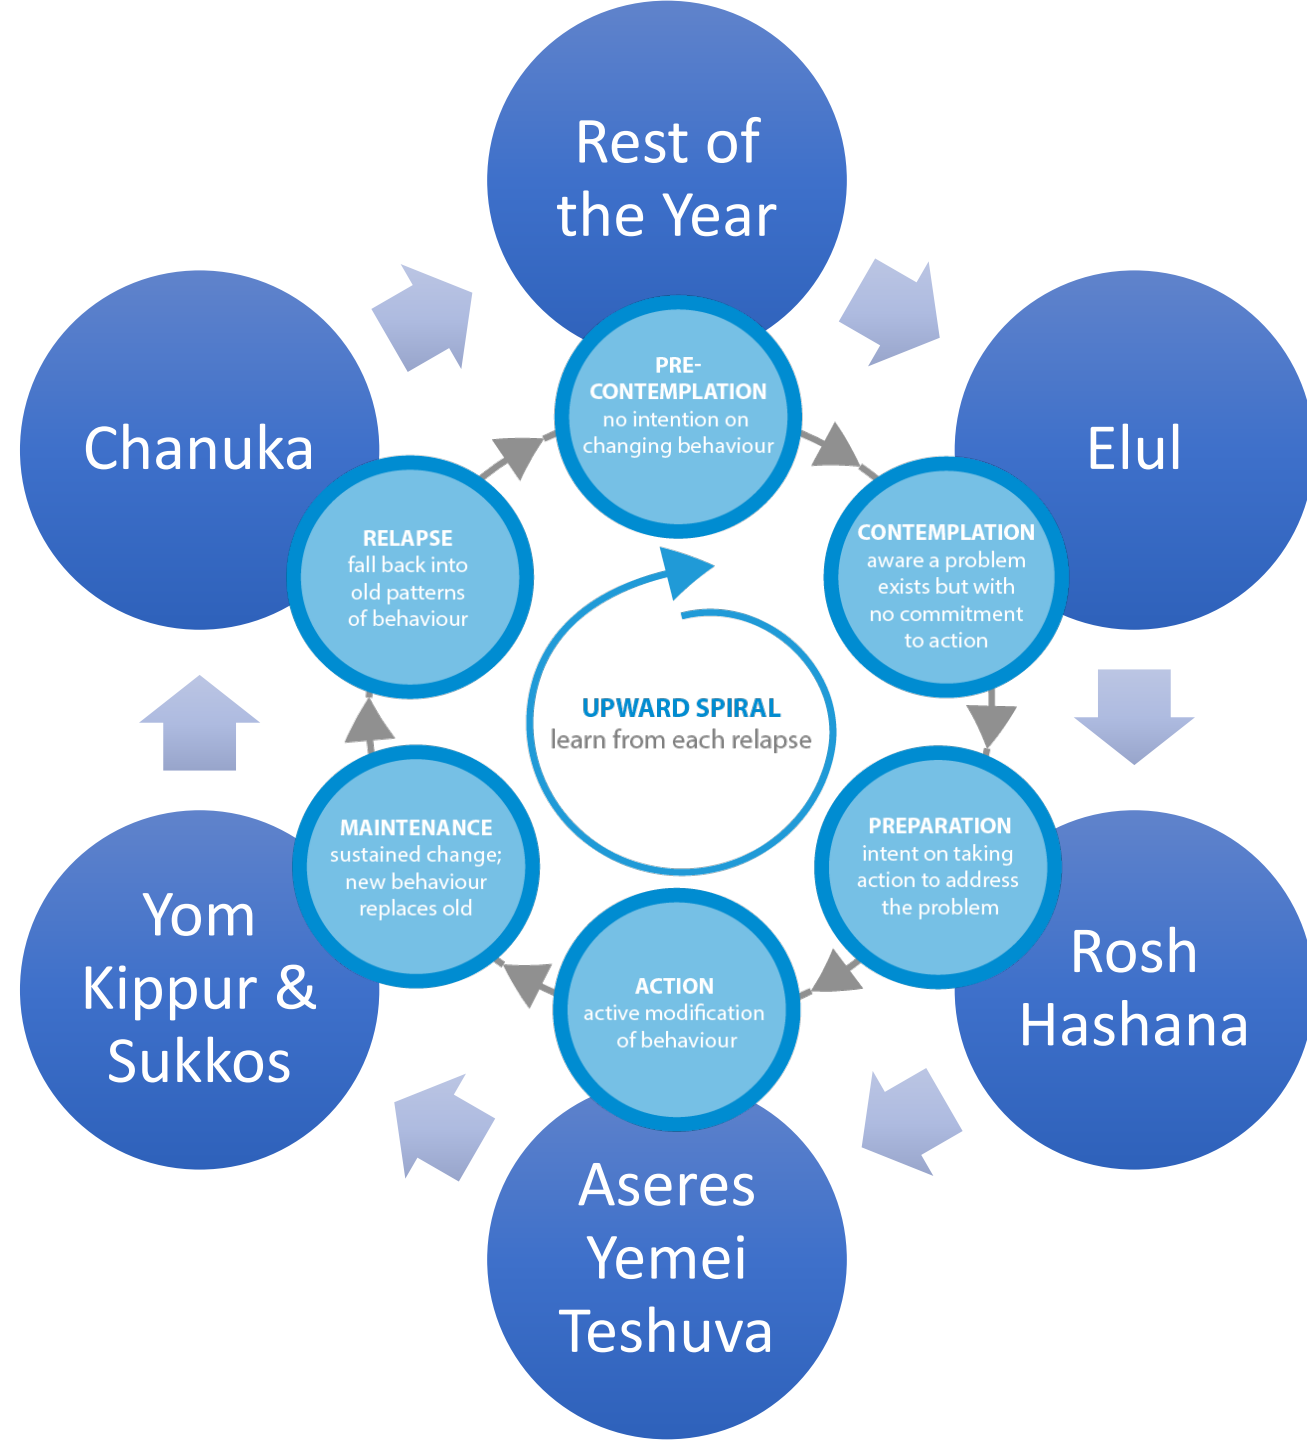 Rest of
the Year
PRE-
CONTEMPLATION
no intention on
changing behaviour
Elul
CONTEMPLATION
aware a problem
exists but with
no commitment
to action
Rosh
Hashana
PREPARATION
intent on taking
action to address
the problem
ACTION
active modification
of behaviour
Aseres
Yemei
Teshuva
Yom
Kippur &
Sukkos
MAINTENANCE
sustained change;
new behaviour
replaces old
Chanuka
RELAPSE
fall back into
old patterns
of behaviour
UPWARD SPIRAL
learn from each relapse